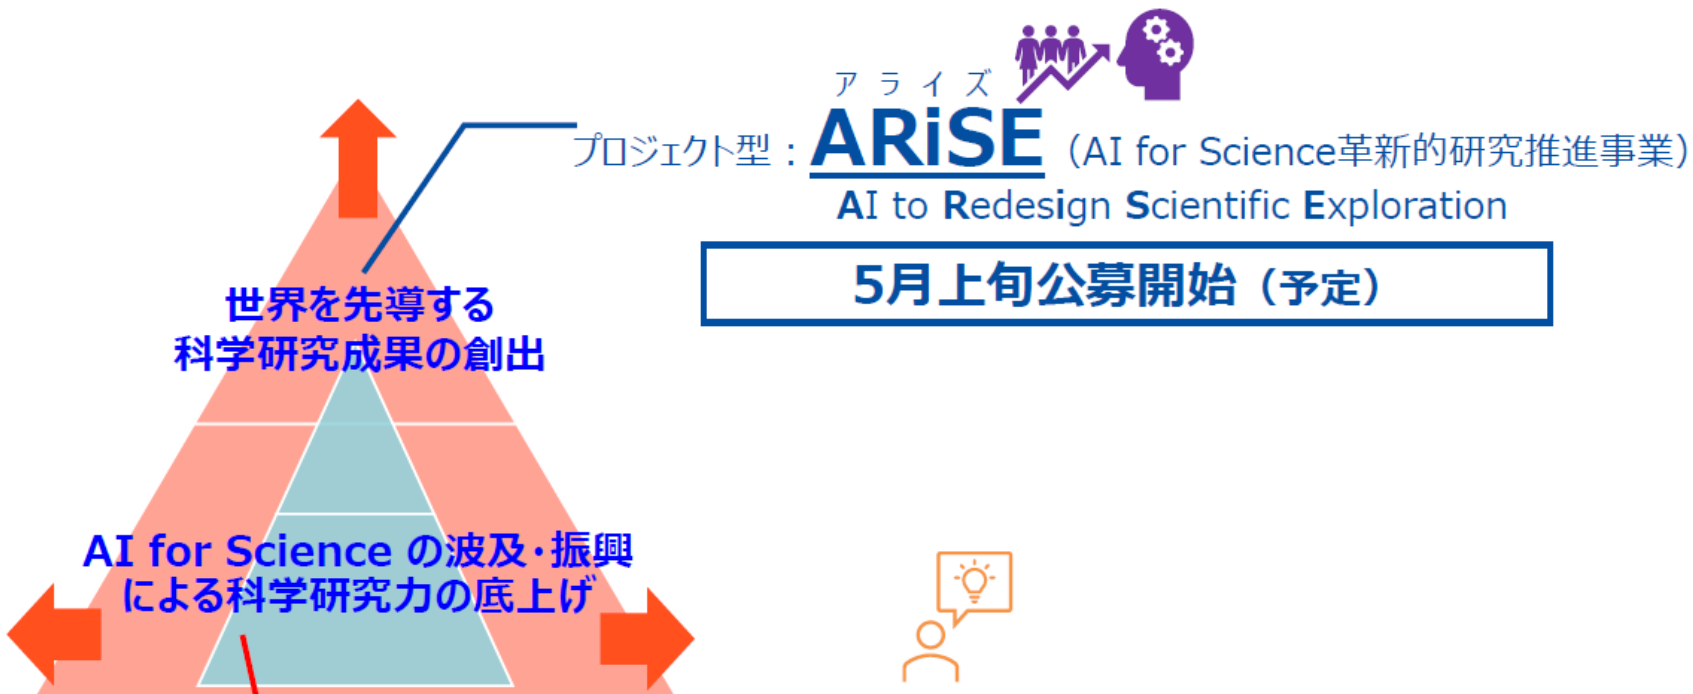 アライズ
プロジェクト型：ARiSE（AI for Science革新的研究推進事業）
AI to Redesign Scientific Exploration
5月上旬公募開始（予定）
世界を先導する
科学研究成果の創出
AI for Science の波及・振興
による科学研究力の底上げ